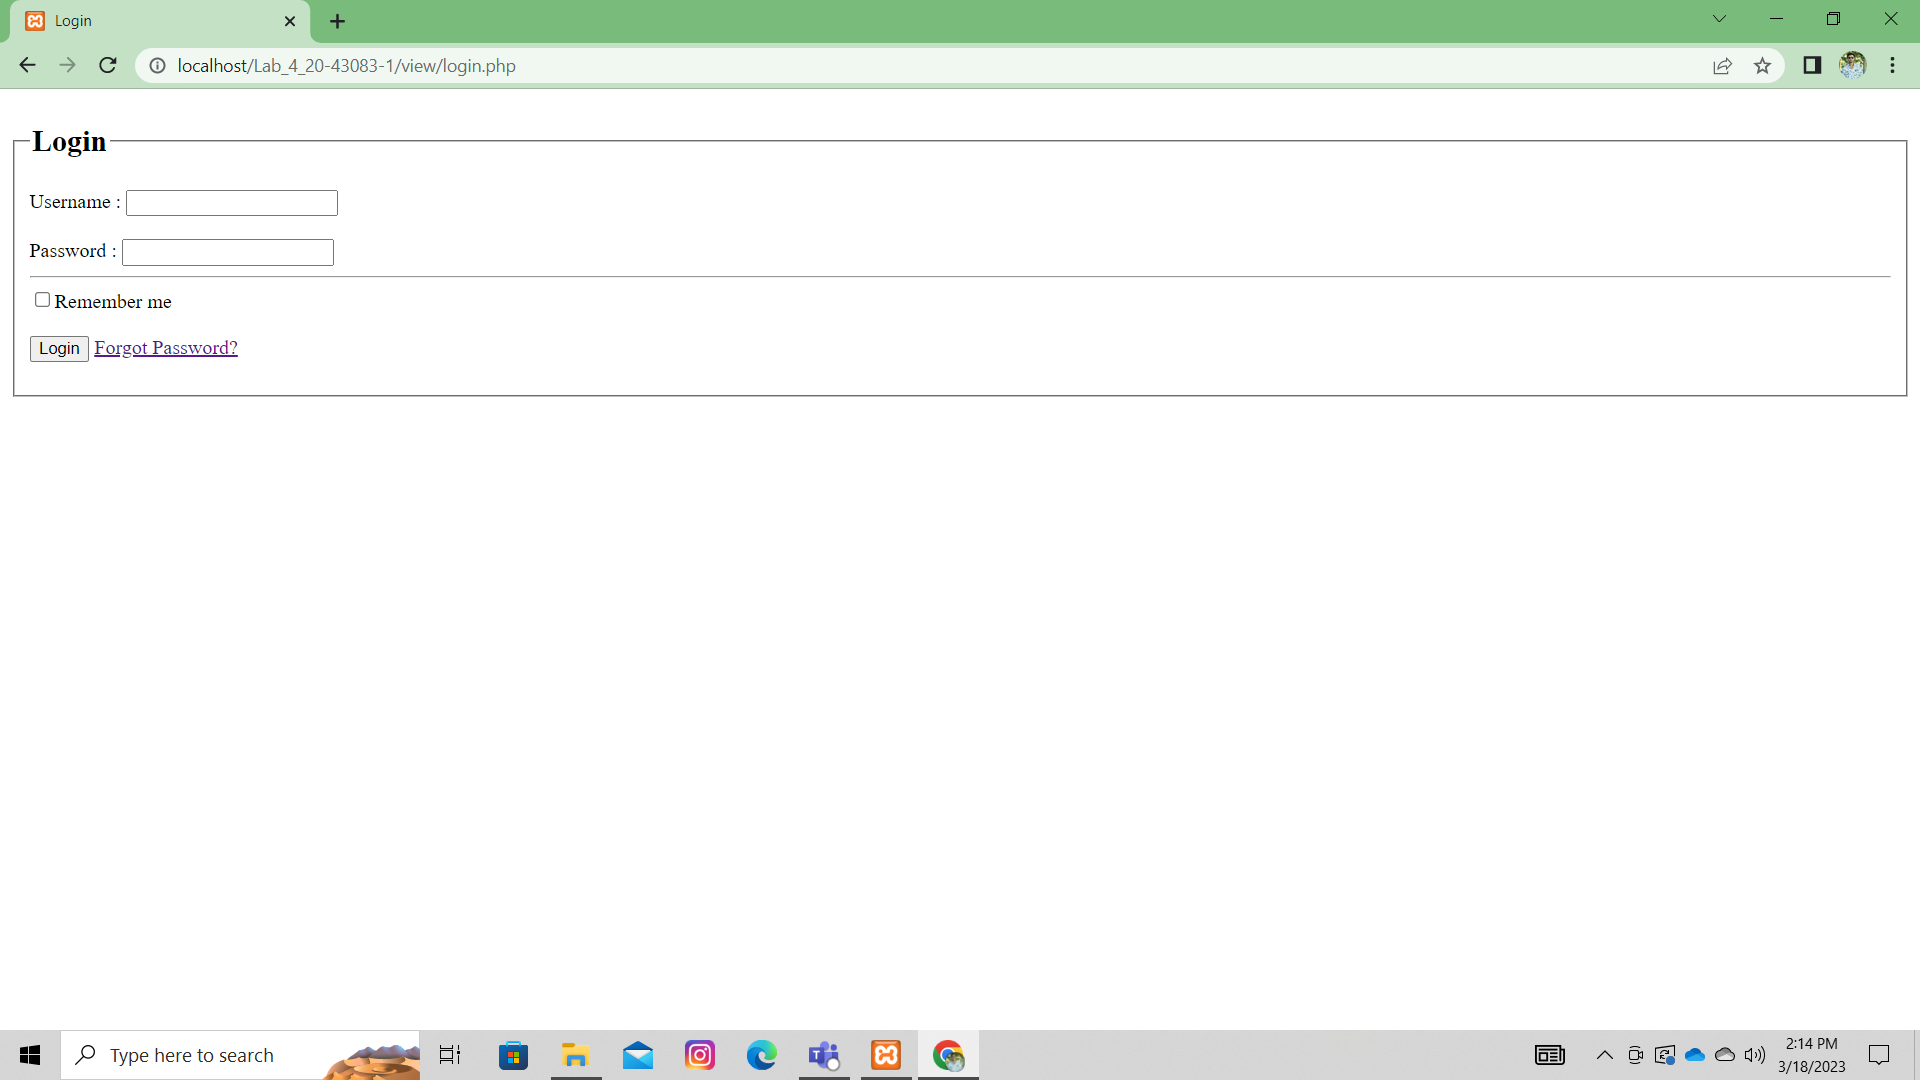 Login
localhost/Lab_4_20-43083-1/view/login.php
Login
Username :
Password :
Remember me
Login Forgot Password?
Type here to search
2:14 PM
3/18/2023